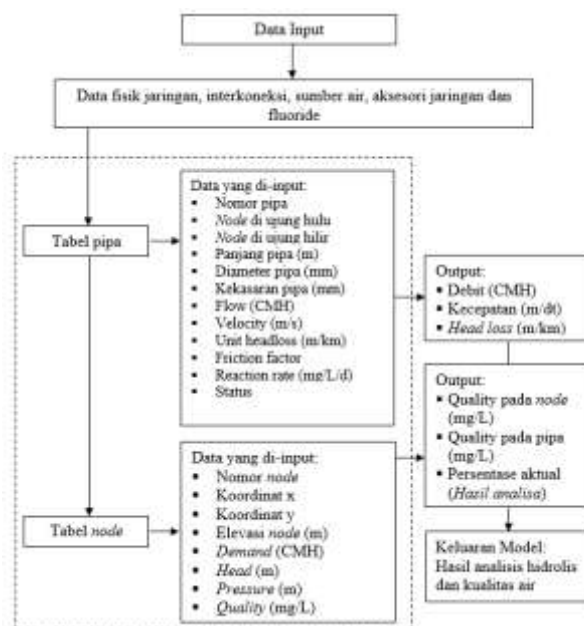 Data Input
Data fisik jaringan, interkoneksi, sumber air, aksesori jaringan dan
fluoride
Tabel pipa
Data yang di-input:
▪ Nomor pipa
▪ Node di ujung hulu
▪ Node di ujung hilir
▪ Panjang pipa (m)
▪ Diameter pipa (mm)
▪ Kekasaran pipa (mm)
▪ Flow (CMH)
▪ Velocity (m/s)
▪ Unit headloss (m/km)
▪ Friction factor
▪ Reaction rate (mg/L/d)
▪ Status
Output:
▪ Debit (CMH)
▪ Kecepatan (m/dt)
▪ Head loss (m/km)
Output:
▪ Quality pada node
(mg/L)
▪ Quality pada pipa
(mg/L)
▪ Persentase aktual
(Hasil analisa)
Tabel node
Data yang di-input:
• Nomor node
• Koordinat x
• Koordinat y
• Elevasi node (m)
• Demand (CMH)
• Head (m)
• Pressure (m)
• Quality (mg/L)
Keluaran Model:
Hasil analisis hidrolis
dan kualitas air